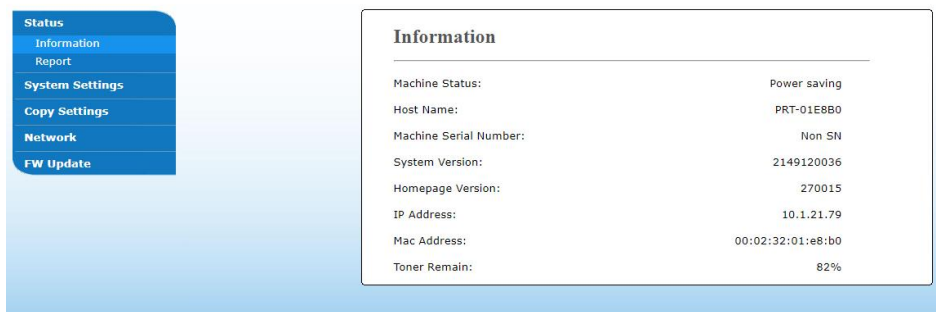 Status
Information
Report
System Settings
Copy Settings
Network
FW Update
Information
Machine Status: Power saving
Host Name: PRT-01E8B0
Machine Serial Number: Non SN
System Version: 2149120036
Homepage Version: 270015
IP Address: 10.1.21.79
Mac Address: 00:02:32:01:e8:b0
Toner Remain: 82%